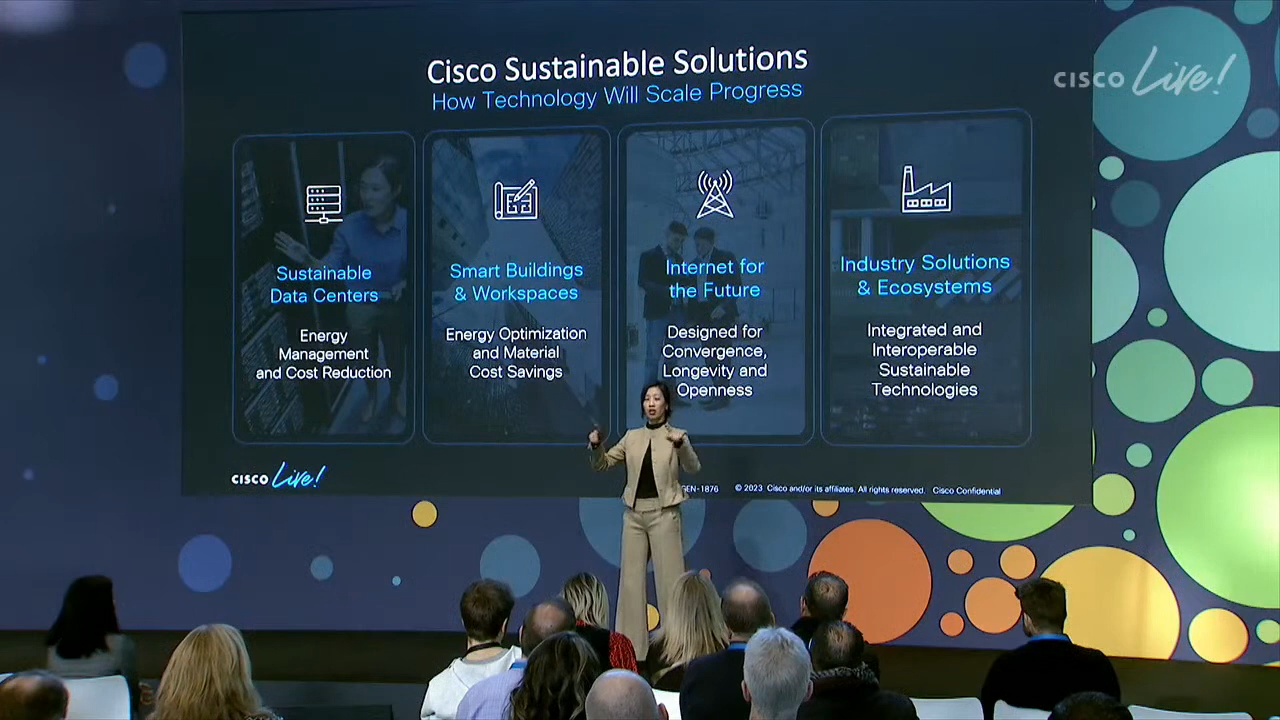 Cisco Sustainable Solutions
How Technology Will Scale Progress
CISCO Live!
Sustainable
Data Centers
Energy
Management
and Cost Reduction
Smart Buildings
& Workspaces
Energy Optimization
and Material
Cost Savings
Internet for
the Future
Designed for
Convergence,
Longevity and
Openness
Industry Solutions
& Ecosystems
Integrated and
Interoperable
Sustainable
Technologies
CISCO Live!
GEN-1876 © 2023 Cisco and/or its affiliates. All rights reserved. Cisco Confidential